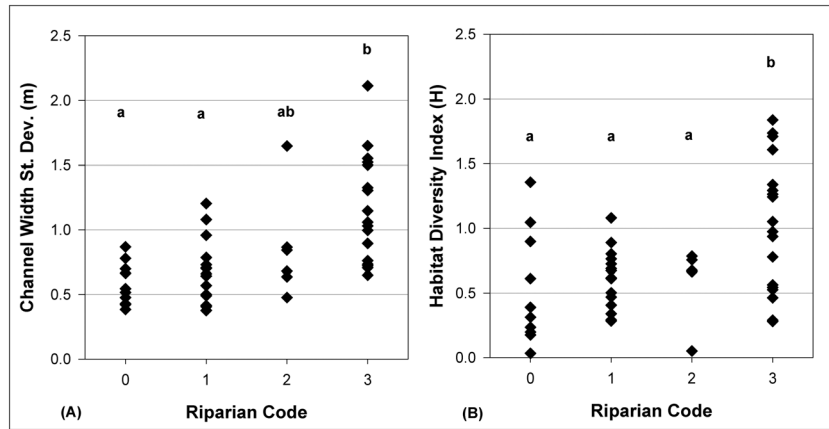 2.5
2.0
1.5
1.0
0.5
0.0
Channel Width St. Dev. (m)
a
a
ab
b
0
1
2
3
(A)
Riparian Code
2.5
2.0
1.5
1.0
0.5
0.0
Habitat Diversity Index (H)
a
a
a
b
0
1
2
3
(B)
Riparian Code